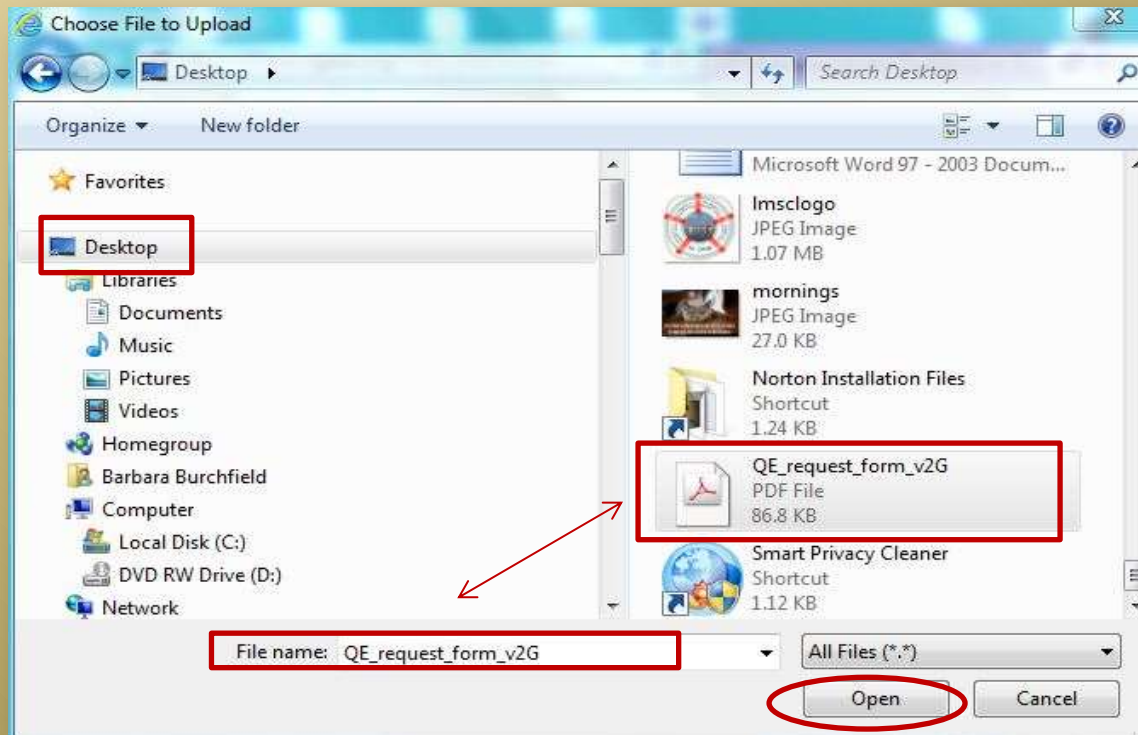 Choose File to Upload
Desktop
Search Desktop
Organize
New folder
Favorites
Desktop
Libraries
Documents
Music
Pictures
Videos
Homegroup
Barbara Burchfield
Computer
Local Disk (C:)
DVD RW Drive (D:)
Network
Microsoft Word 97 - 2003 Docum...
lmsclogo
JPEG Image
1.07 MB
mornings
JPEG Image
27.0 KB
Norton Installation Files
Shortcut
1.24 KB
QE_request_form_v2G
PDF File
86.8 KB
Smart Privacy Cleaner
Shortcut
1.12 KB
File name: QE_request_form_v2G
All Files (*.*)
Open
Cancel